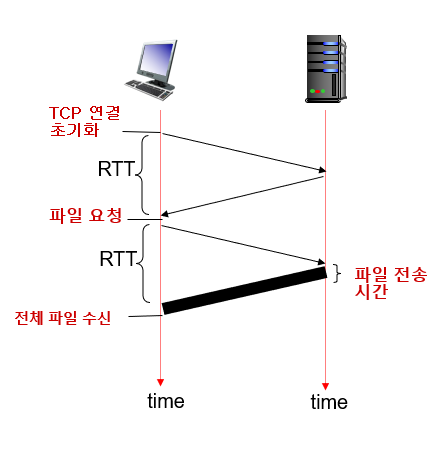 TCP 연결
초기화
RTT
파일 요청
RTT
파일 전송
시간
전체 파일 수신
time
time